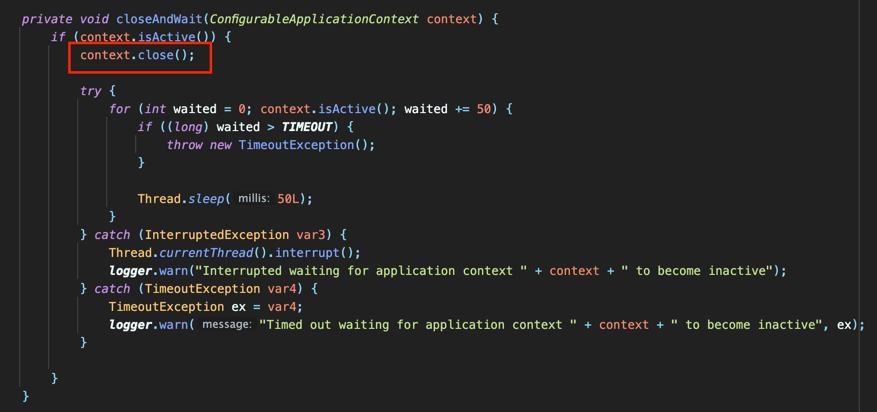 private void closeAndWait(ConfigurableApplicationContext context) {
if (context.isActive()) {
context.close();
try {
for (int waited = 0; context.isActive(); waited += 50) {
if ((long) waited > TIMEOUT) {
throw new TimeoutException();
}
Thread.sleep( millis: 50L);
}
} catch (InterruptedException var3) {
Thread.currentThread().interrupt();
logger.warn("Interrupted waiting for application context " + context + " to become inactive");
} catch (TimeoutException var4) {
TimeoutException ex = var4;
logger.warn( message: "Timed out waiting for application context " + context + " to become inactive", ex);
}
}
}